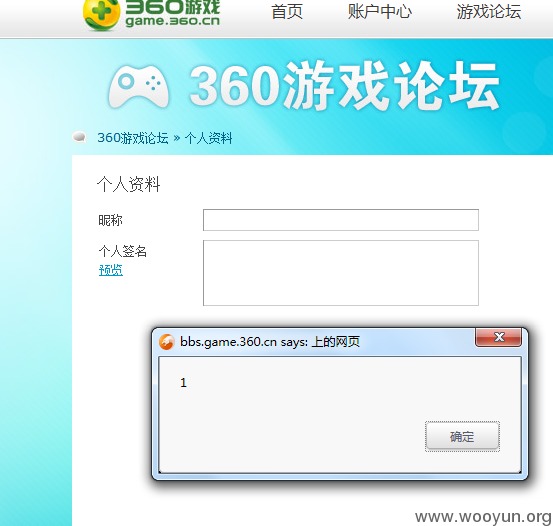 360游戏
game.360.cn
首页 账户中心 游戏论坛
360游戏论坛
360游戏论坛 » 个人资料
个人资料
昵称
个人签名
预览
bbs.game.360.cn says: 上的网页
1
确定
www.wooyun.org